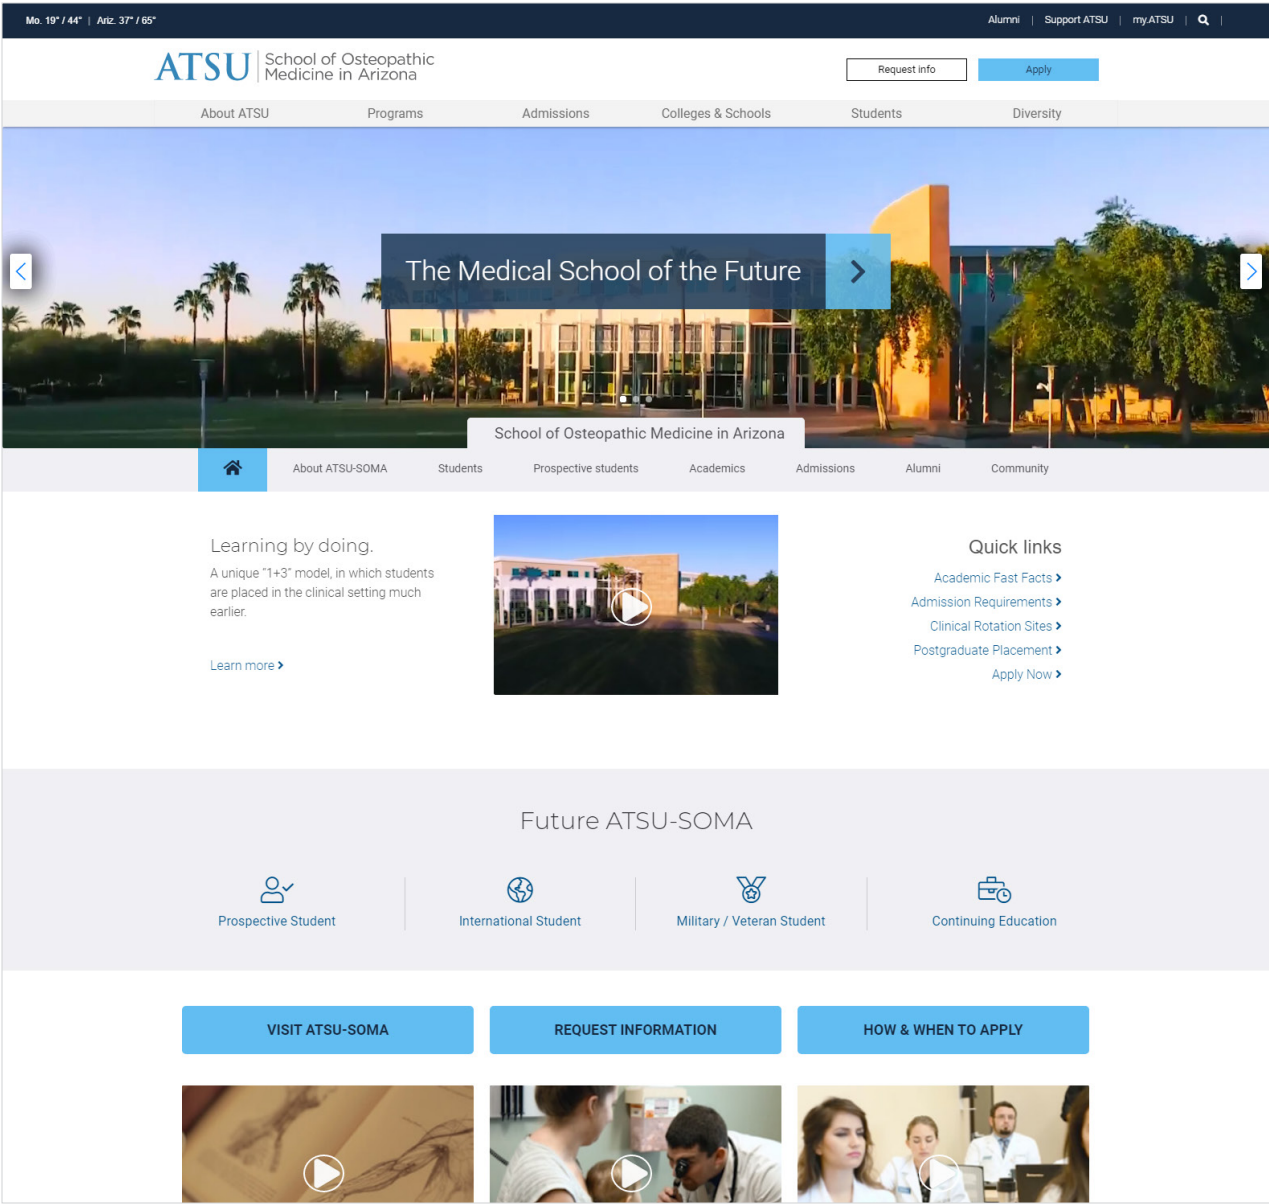 Mo. 19° / 44° | Ariz. 37° / 65°
Alumni | Support ATSU | my.ATSU | |
ATSU School of Osteopathic
Medicine in Arizona
Request info
Apply
About ATSU
Programs
Admissions
Colleges & Schools
Students
Diversity
The Medical School of the Future
School of Osteopathic Medicine in Arizona
About ATSU-SOMA
Students
Prospective students
Academics
Admissions
Alumni
Community
Learning by doing.
A unique "1+3" model, in which students
are placed in the clinical setting much
earlier.
Learn more
Quick links
Academic Fast Facts
Admission Requirements
Clinical Rotation Sites
Postgraduate Placement
Apply Now
Future ATSU-SOMA
Prospective Student
International Student
Military / Veteran Student
Continuing Education
VISIT ATSU-SOMA
REQUEST INFORMATION
HOW & WHEN TO APPLY